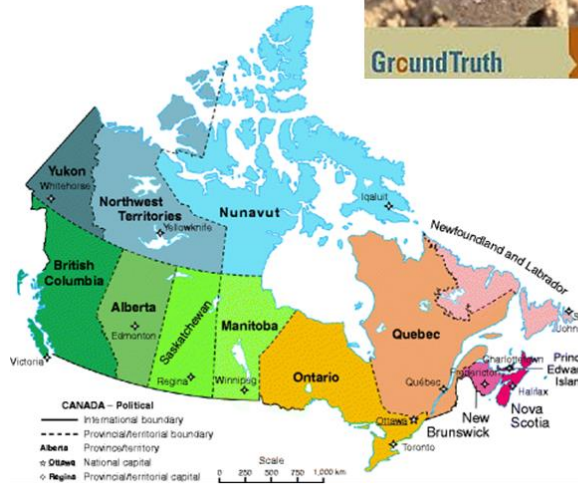 GroundTruth
Yukon
Whitehorse
Northwest
Territories
Yellowknife
Nunavut
Iqaluit
Newfoundland and Labrador
British
Columbia
Alberta
Edmonton
Saskatchewan
Regina
Manitoba
Winnipeg
Victoria
Ontario
Quebec
Québec
Ottawa
Toronto
Charlottetown
Fredericton
Halifax
Edwar
Islan
New
Brunswick
Nova
Scotia
CANADA – Political
International boundary
Provincial/territorial boundary
Alberta Province/territory
Ottawa National capital
Regina Provincial/territorial capital
Scale
0 250 500 750 1,000 km